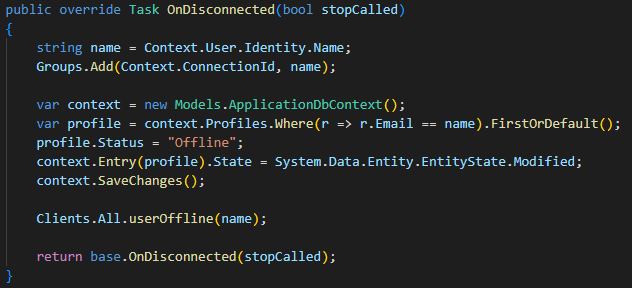 public override Task OnDisconnected(bool stopCalled)
{
string name = Context.User.Identity.Name;
Groups.Add(Context.ConnectionId, name);
var context = new Models.ApplicationDbContext();
var profile = context.Profiles.Where(r => r.Email == name).FirstOrDefault();
profile.Status = "Offline";
context.Entry(profile).State = System.Data.Entity.EntityState.Modified;
context.SaveChanges();
Clients.All.userOffline(name);
return base.OnDisconnected(stopCalled);
}